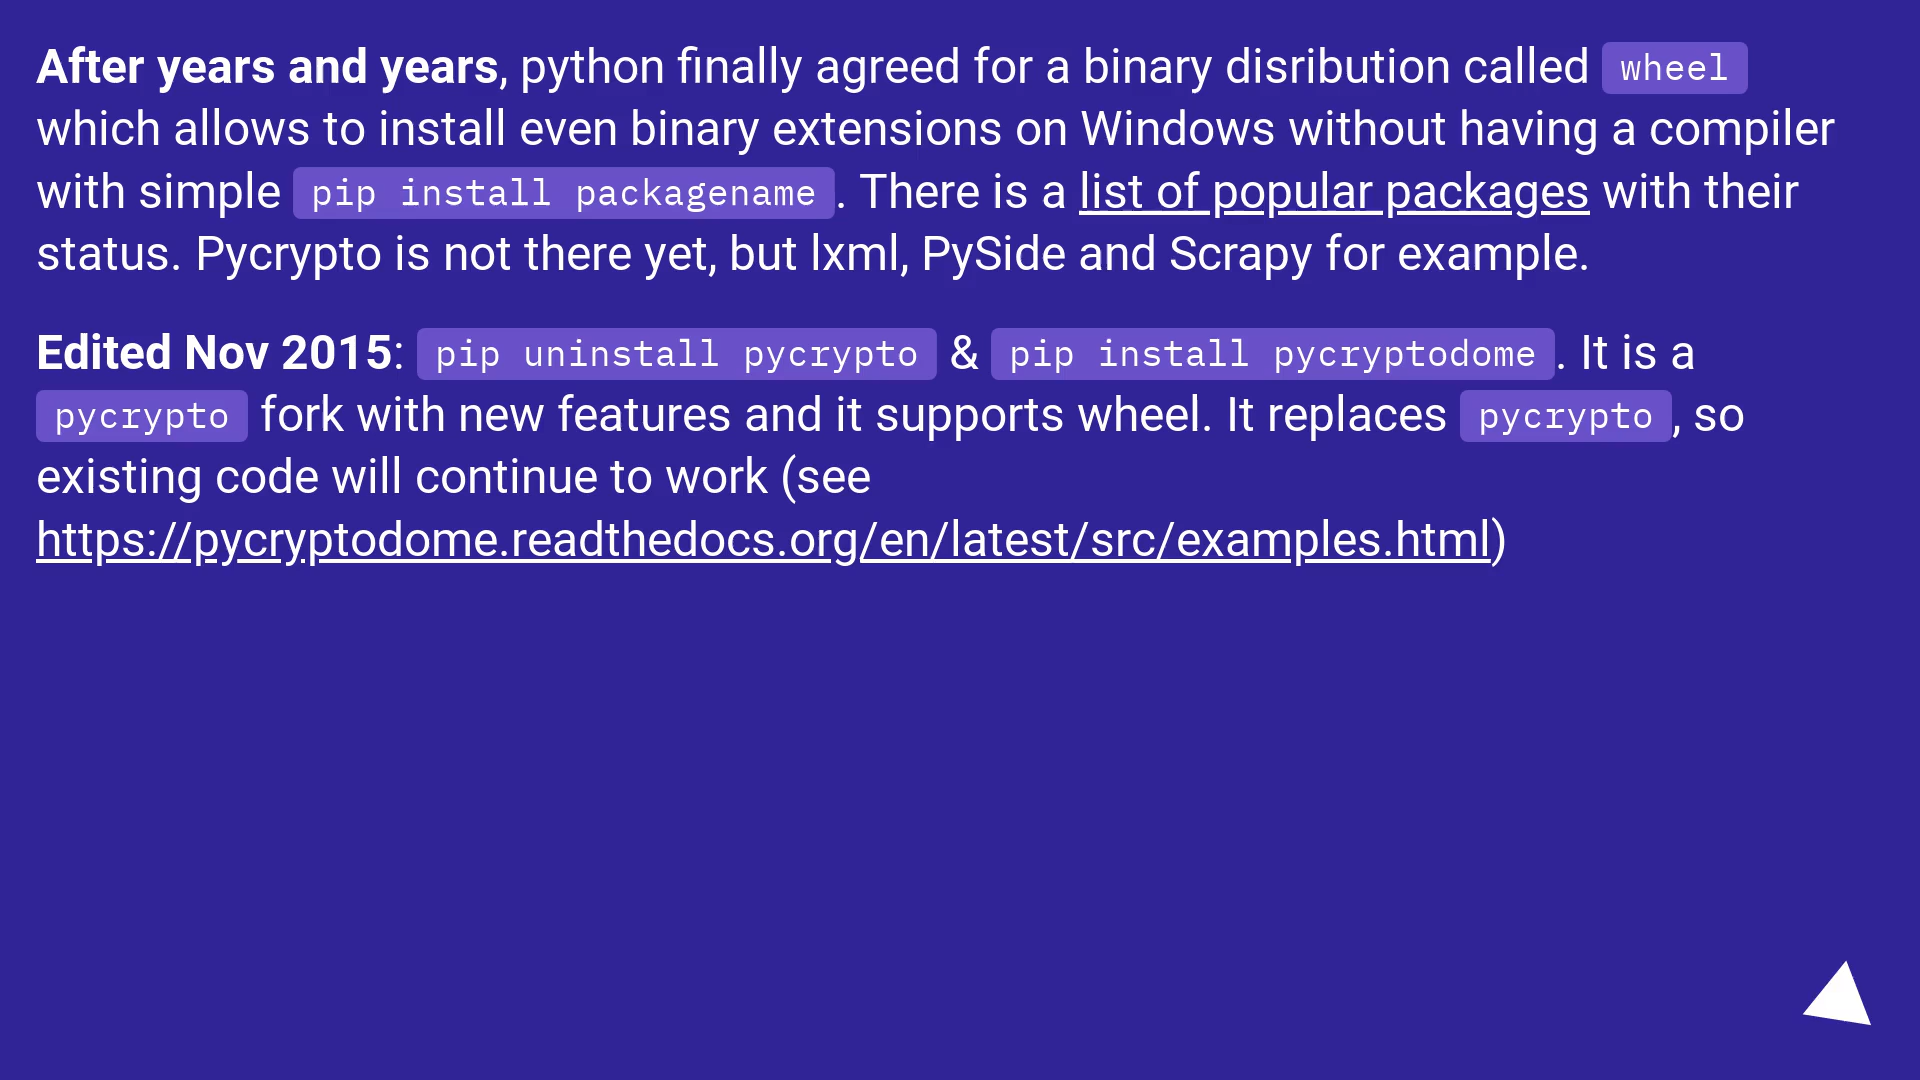 After years and years, python finally agreed for a binary disribution called wheel
which allows to install even binary extensions on Windows without having a compiler
with simple pip install packagename. There is a list of popular packages with their
status. Pycrypto is not there yet, but lxml, PySide and Scrapy for example.
Edited Nov 2015: pip uninstall pycrypto & pip install pycryptodome. It is a
pycrypto fork with new features and it supports wheel. It replaces pycrypto, so
existing code will continue to work (see
https://pycryptodome.readthedocs.org/en/latest/src/examples.html)